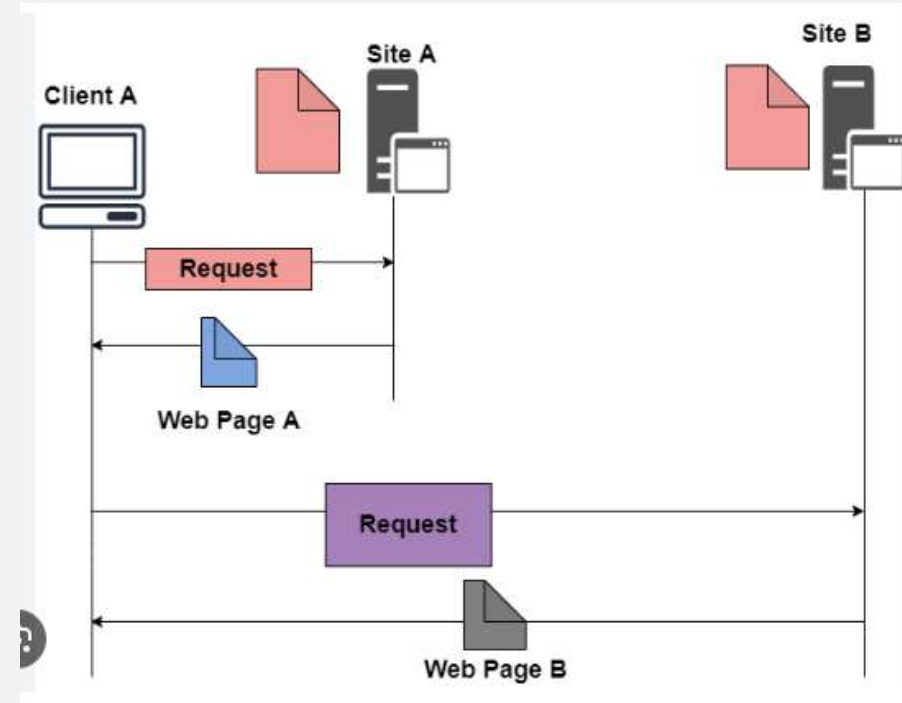 Site B
Site A
Client A
Request
Web Page A
Request
Web Page B